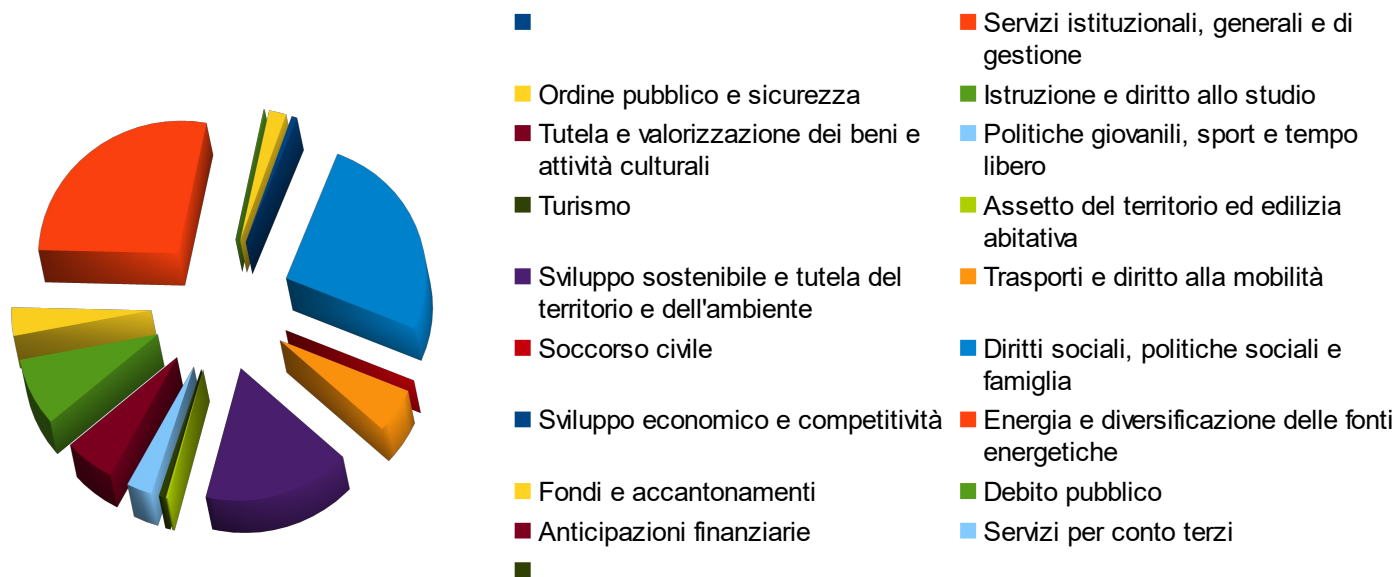 Servizi istituzionali, generali e di
gestione
Ordine pubblico e sicurezza
Istruzione e diritto allo studio
Tutela e valorizzazione dei beni e
attività culturali
Politiche giovanili, sport e tempo
libero
Turismo
Assetto del territorio ed edilizia
abitativa
Sviluppo sostenibile e tutela del
territorio e dell'ambiente
Trasporti e diritto alla mobilità
Soccorso civile
Diritti sociali, politiche sociali e
famiglia
Sviluppo economico e competitività
Energia e diversificazione delle fonti
energetiche
Fondi e accantonamenti
Debito pubblico
Anticipazioni finanziarie
Servizi per conto terzi